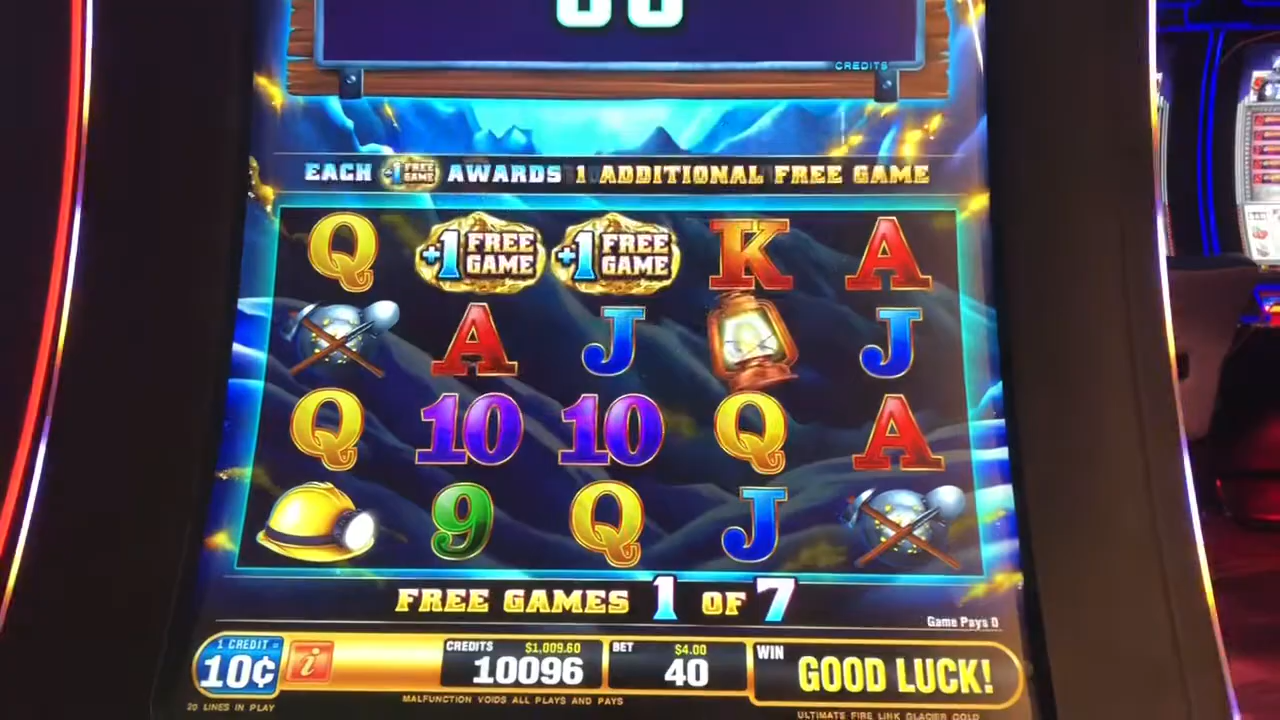 CREDITS
EACH +1 FREE GAME AWARDS 1 ADDITIONAL FREE GAME
Q +1 FREE GAME +1 FREE GAME K A
A J J
Q 10 10 Q A
9 Q J
FREE GAMES 1 OF 7
Game Pays 0
1 CREDIT = 10¢
i
CREDITS $1,009.60 10096
BET $4.00 40
WIN GOOD LUCK!
20 LINES IN PLAY
MALFUNCTION VOIDS ALL PLAYS AND PAYS
ULTIMATE FIRE LINK GLACIER GOLD